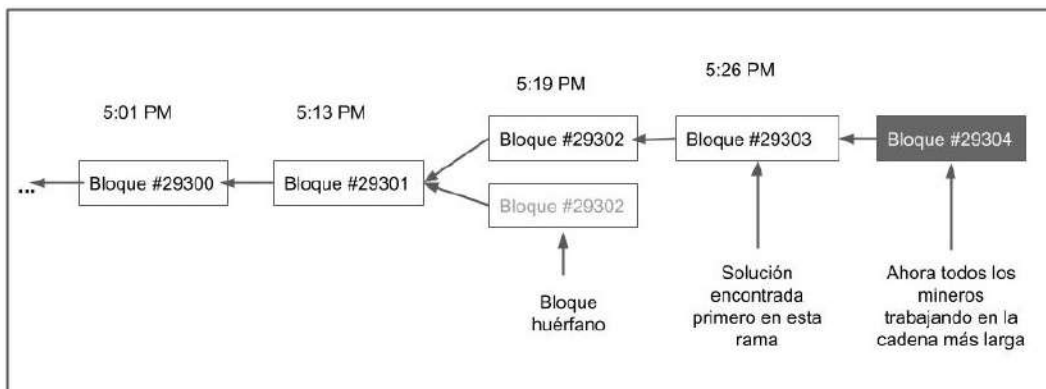 5:01 PM
5:13 PM
5:19 PM
5:26 PM
...
Bloque #29300
Bloque #29301
Bloque #29302
Bloque #29303
Bloque #29304
Bloque #29302
Bloque
huérfano
Solución
encontrada
primero en esta
rama
Ahora todos los
mineros
trabajando en la
cadena más larga